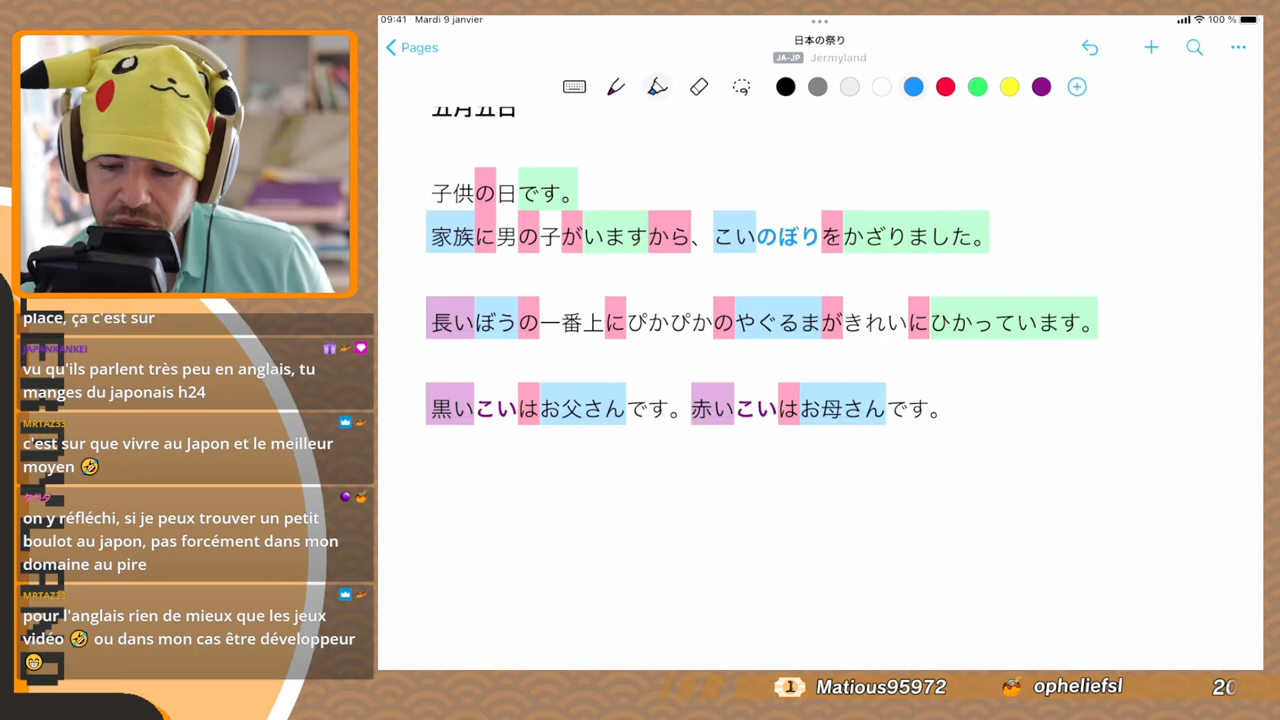 09:41 Mardi 9 janvier
100 %
Pages
日本の祭り
JA-JP Jermyland
五月五日
子供の日です。
家族に男の子がいますから、こいのぼりをかざりました。
長いぼうの一番上にぴかぴかのやぐるまがきれいにひかっています。
黒いこいはお父さんです。赤いこいはお母さんです。
place, ça c'est sur
JAPANKANKEI
vu qu'ils parlent très peu en anglais, tu
manges du japonais h24
MRTAZ33
c'est sur que vivre au Japon et le meilleur
moyen 🤣
on y réfléchi, si je peux trouver un petit
boulot au japon, pas forcément dans mon
domaine au pire
MRTAZ33
pour l'anglais rien de mieux que les jeux
vidéo 🤣 ou dans mon cas être développeur
😁
1 Matious95972 opheliefsl